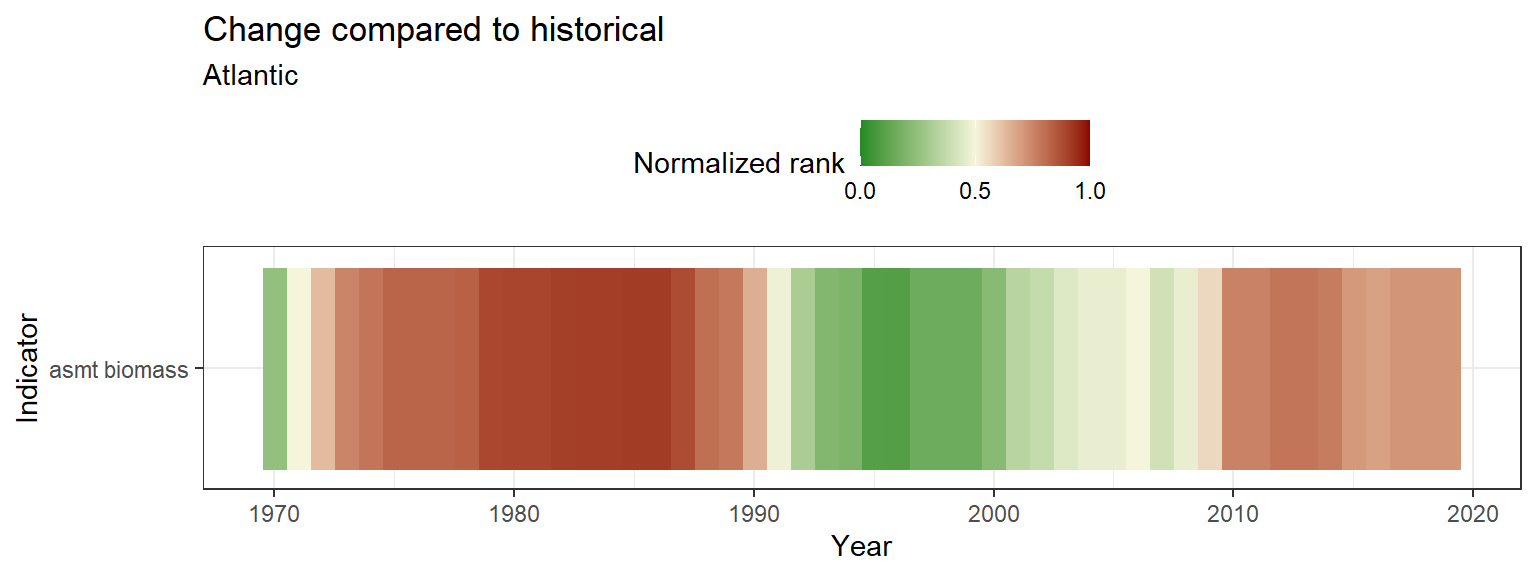 Change compared to historical
Atlantic
Normalized rank
0.0 0.5 1.0
Indicator
asmt biomass
1970 1980 1990 2000 2010 2020
Year